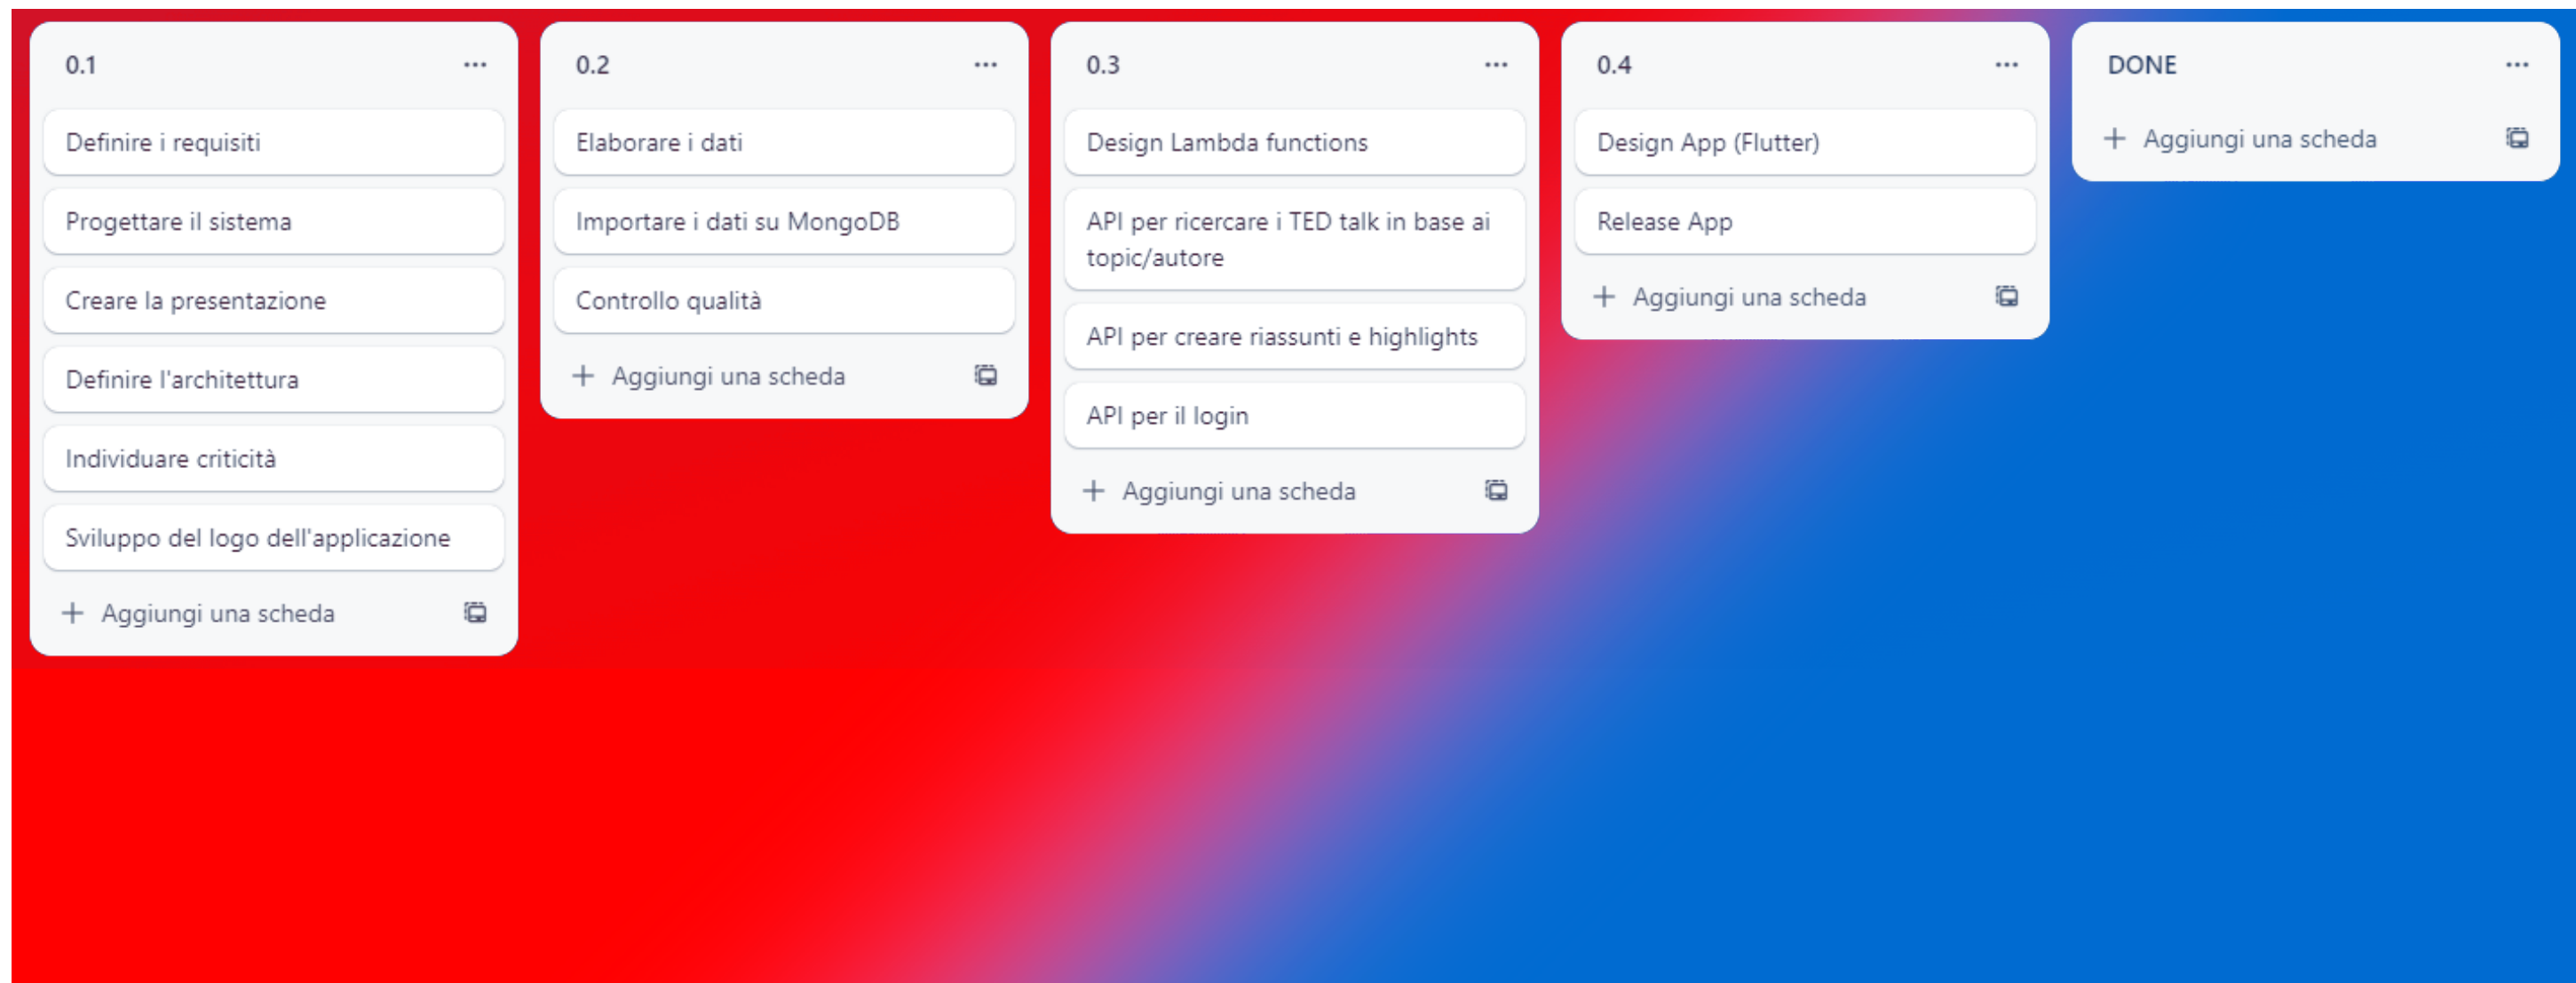 0.1
Definire i requisiti
Progettare il sistema
Creare la presentazione
Definire l'architettura
Individuare criticità
Sviluppo del logo dell'applicazione
Aggiungi una scheda
0.2
Elaborare i dati
Importare i dati su MongoDB
Controllo qualità
Aggiungi una scheda
0.3
Design Lambda functions
API per ricercare i TED talk in base ai
topic/autore
API per creare riassunti e highlights
API per il login
Aggiungi una scheda
0.4
Design App (Flutter)
Release App
Aggiungi una scheda
DONE
Aggiungi una scheda